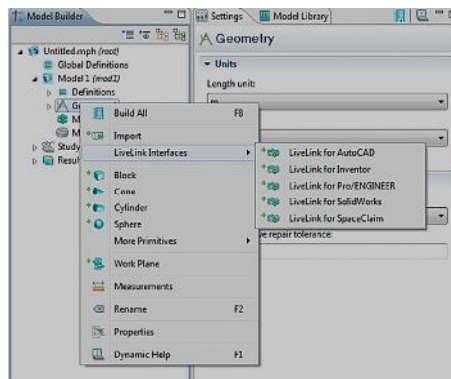 Model Builder
Settings
Model Library
Untitled.mph (root)
Global Definitions
Model 1 (mod1)
Definitions
Study
Geometry
Units
Length unit:
Build All F8
Import
LiveLink Interfaces
Block
Cone
Cylinder
Sphere
More Primitives
Work Plane
Measurements
Rename F2
Properties
Dynamic Help F1
LiveLink for AutoCAD
LiveLink for Inventor
LiveLink for Pro/ENGINEER
LiveLink for SolidWorks
LiveLink for SpaceClaim
repair tolerance: